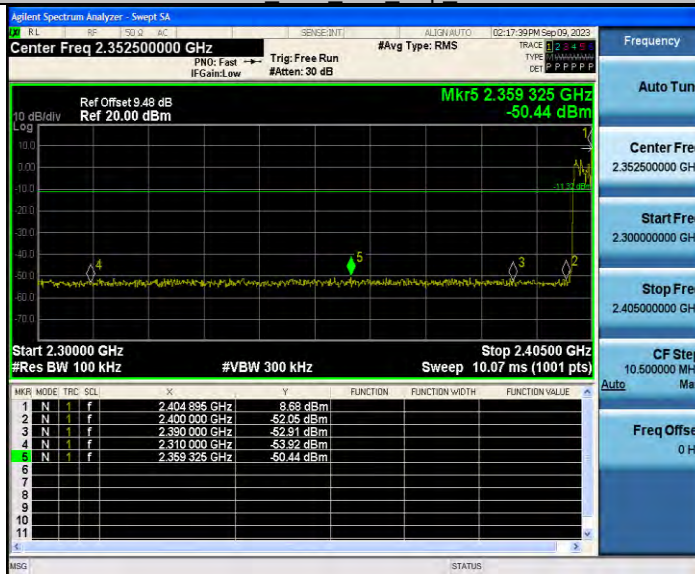 Agilent Spectrum Analyzer - Swept SA
RL RF 50 Ω AC SENSE:INT ALIGN AUTO 02:17:39 PM Sep 09, 2023
Center Freq 2.352500000 GHz #Avg Type: RMS TRACE 1 2 3 4 5 6
PNO: Fast Trig: Free Run TYPE M
IFGain:Low #Atten: 30 dB DET P P P P P
Frequency
Mkr5 2.359 325 GHz
-50.44 dBm
Ref Offset 9.48 dB
10 dB/div Ref 20.00 dBm
Log
10.0
0.00
-10.0
-20.0
-30.0
-40.0
-50.0
-60.0
-70.0
1
-11.32 dBm
4
5
3
2
Start 2.30000 GHz Stop 2.40500 GHz
#Res BW 100 kHz #VBW 300 kHz Sweep 10.07 ms (1001 pts)
MKR MODE TRC SCL X Y FUNCTION FUNCTION WIDTH FUNCTION VALUE
1 N 1 f 2.404 895 GHz 8.68 dBm
2 N 1 f 2.400 000 GHz -52.05 dBm
3 N 1 f 2.390 000 GHz -52.91 dBm
4 N 1 f 2.310 000 GHz -53.92 dBm
5 N 1 f 2.359 325 GHz -50.44 dBm
6
7
8
9
10
11
MSG STATUS
Auto Tun
Center Fre
2.352500000 GH
Start Fre
2.300000000 GH
Stop Fre
2.405000000 GH
CF Ste
10.500000 MH
Auto Ma
Freq Offse
0 H